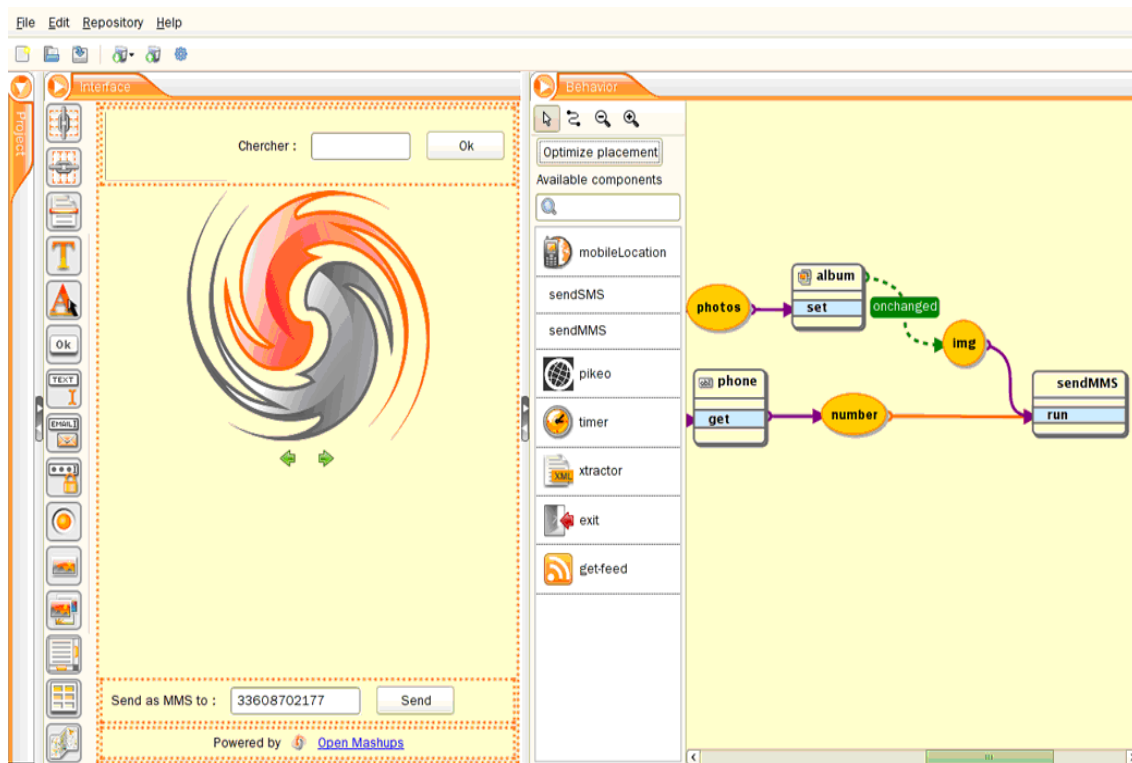 File Edit Repository Help
Project
Interface
Behavior
Chercher :
Ok
T
A
Ok
TEXT
EMAIL
Send as MMS to :
33608702177
Send
Powered by Open Mashups
Optimize placement
Available components
mobileLocation
sendSMS
sendMMS
pikeo
timer
XML
xtractor
exit
get-feed
photos
album
set
onchanged
img
abl phone
get
number
sendMMS
run